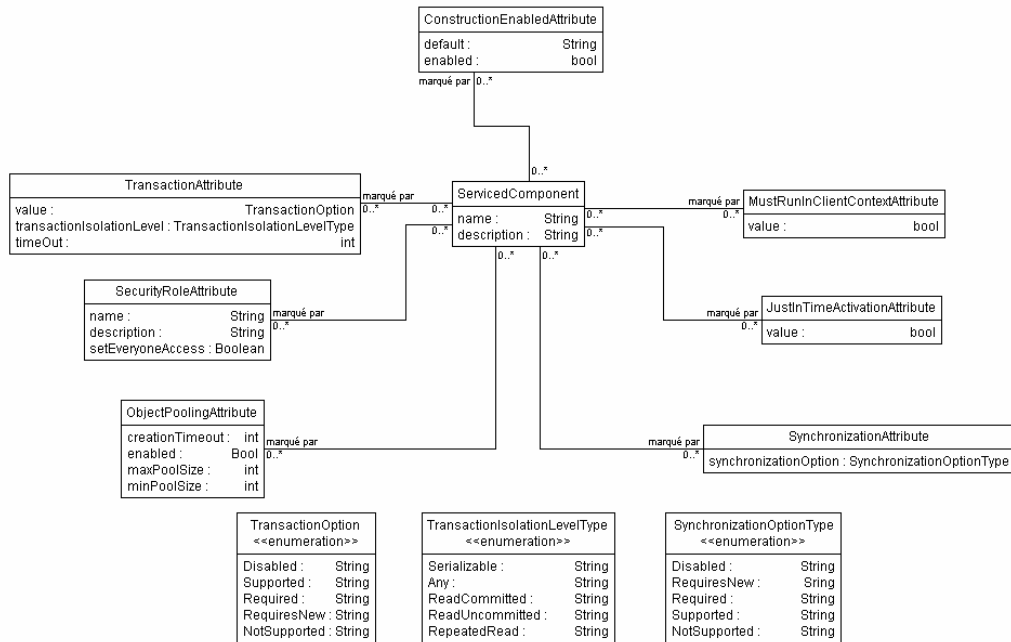 ConstructionEnabledAttribute
default : String
enabled : bool
marqué par 0..*
0..*
TransactionAttribute
value : TransactionOption
transactionIsolationLevel : TransactionIsolationLevelType
timeOut : int
marqué par
0..*
0..*
ServicedComponent
name : String
description : String
0..*
0..*
0..*
0..*
0..*
marqué par
0..*
MustRunInClientContextAttribute
value : bool
SecurityRoleAttribute
name : String
description : String
setEveryoneAccess : Boolean
marqué par
0..*
marqué par
0..*
JustInTimeActivationAttribute
value : bool
ObjectPoolingAttribute
creationTimeout : int
enabled : Bool
maxPoolSize : int
minPoolSize : int
marqué par
0..*
marqué par
0..*
SynchronizationAttribute
synchronizationOption : SynchronizationOptionType
TransactionOption
<<enumeration>>
Disabled : String
Supported : String
Required : String
RequiresNew : String
NotSupported : String
TransactionIsolationLevelType
<<enumeration>>
Serializable : String
Any : String
ReadCommitted : String
ReadUncommitted : String
RepeatedRead : String
SynchronizationOptionType
<<enumeration>>
Disabled : String
RequiresNew : Sring
Required : String
Supported : String
NotSupported : String